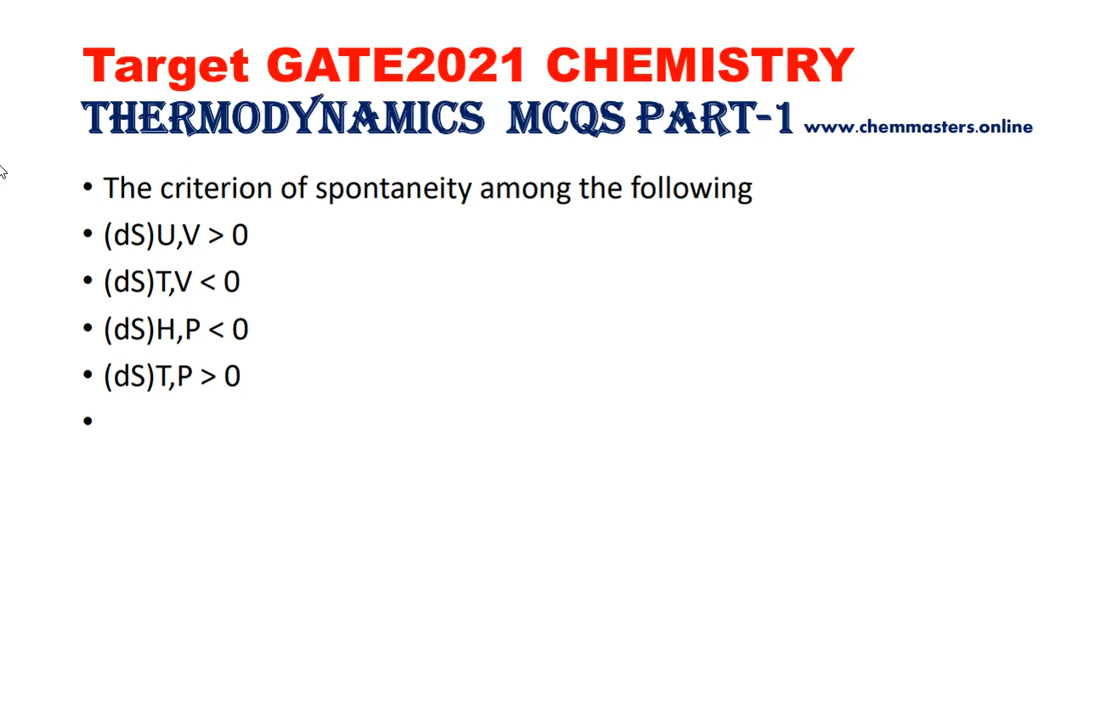 Target GATE2021 CHEMISTRY
THERMODYNAMICS MCQS PART-1 www.chemmasters.online
• The criterion of spontaneity among the following
• (dS)U,V > 0
• (dS)T,V < 0
• (dS)H,P < 0
• (dS)T,P > 0
•